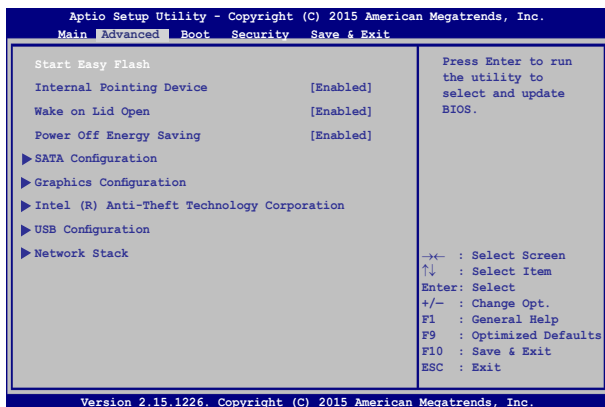 Aptio Setup Utility - Copyright (C) 2015 American Megatrends, Inc.
Main Advanced Boot Security Save & Exit
Start Easy Flash
Internal Pointing Device [Enabled]
Wake on Lid Open [Enabled]
Power Off Energy Saving [Enabled]
SATA Configuration
Graphics Configuration
Intel (R) Anti-Theft Technology Corporation
USB Configuration
Network Stack
Press Enter to run
the utility to
select and update
BIOS.
→← : Select Screen
↑↓ : Select Item
Enter: Select
+/— : Change Opt.
F1 : General Help
F9 : Optimized Defaults
F10 : Save & Exit
ESC : Exit
Version 2.15.1226. Copyright (C) 2015 American Megatrends, Inc.